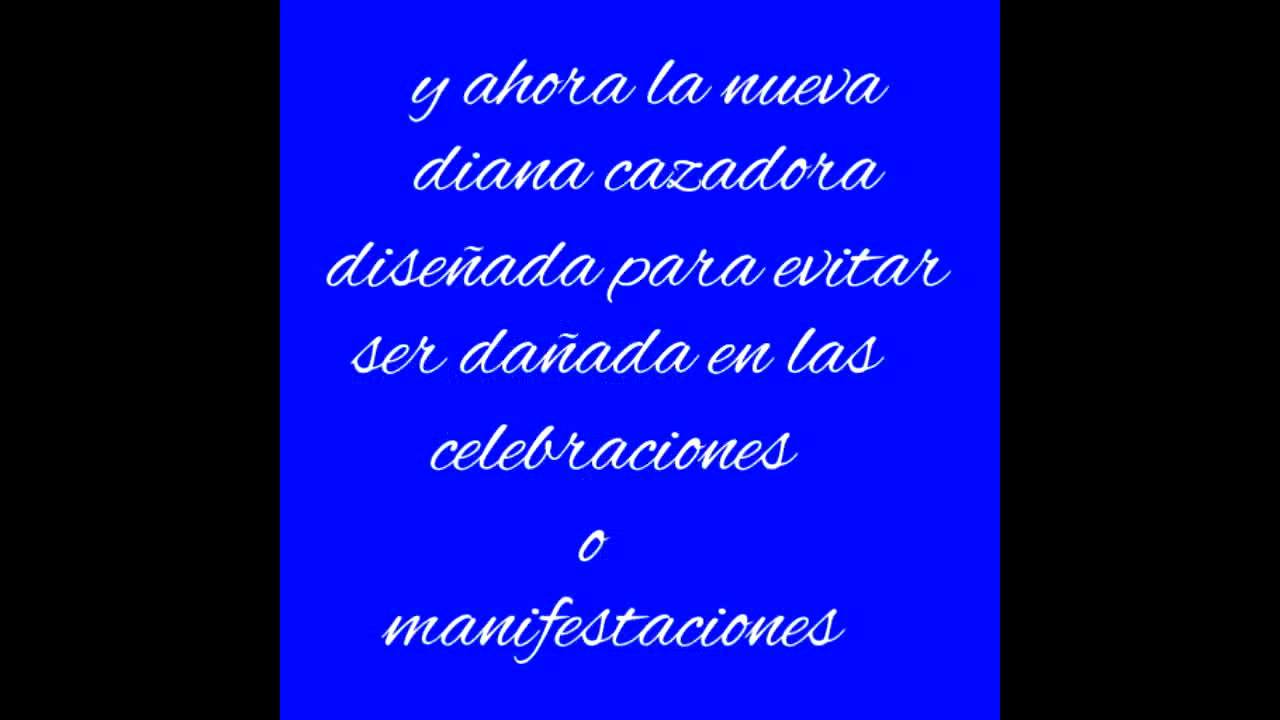 y ahora la nueva
diana cazadora
diseñada para evitar
ser dañada en las
celebraciones
o
manifestaciones